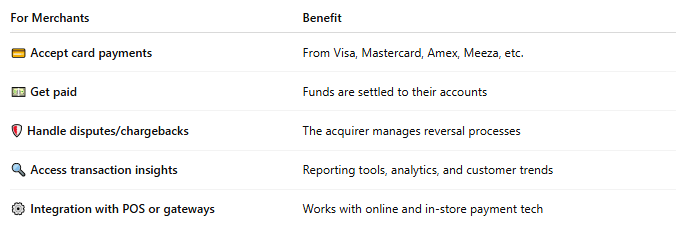 For Merchants Benefit
💳 Accept card payments From Visa, Mastercard, Amex, Meeza, etc.
💵 Get paid Funds are settled to their accounts
🛡️ Handle disputes/chargebacks The acquirer manages reversal processes
🔍 Access transaction insights Reporting tools, analytics, and customer trends
⚙️ Integration with POS or gateways Works with online and in-store payment tech